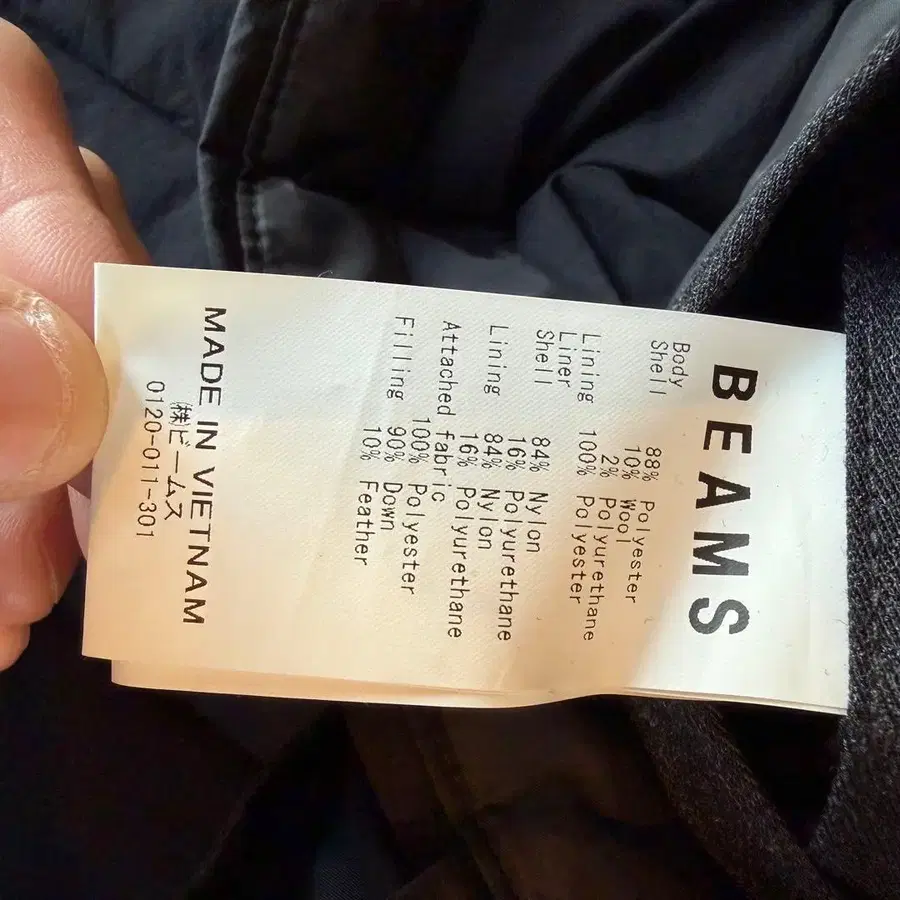 BEAMS
Body
Shell
88% Polyester
10% Wool
2% Polyurethane
Lining 100% Polyester
Liner
Shell
84% Nylon
16% Polyurethane
Lining 84% Nylon
16% Polyurethane
Attached fabric
100% Polyester
Filling 90% Down
10% Feather
MADE IN VIETNAM
㈱ビームス
0120-011-301